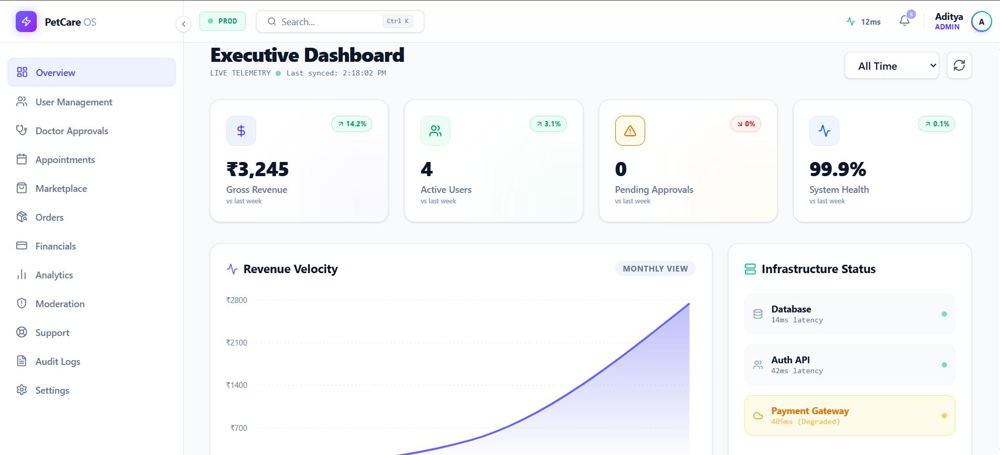 PetCare OS
PROD
Search...
Ctrl K
12ms
5
Aditya
ADMIN
A
Overview
User Management
Doctor Approvals
Appointments
Marketplace
Orders
Financials
Analytics
Moderation
Support
Audit Logs
Settings
Executive Dashboard
LIVE TELEMETRY Last synced: 2:18:02 PM
All Time
14.2%
₹3,245
Gross Revenue
vs last week
3.1%
4
Active Users
vs last week
0%
0
Pending Approvals
vs last week
0.1%
99.9%
System Health
vs last week
Revenue Velocity
MONTHLY VIEW
₹2800
₹2100
₹1400
₹700
Infrastructure Status
Database
14ms latency
Auth API
42ms latency
Payment Gateway
405ms (Degraded)